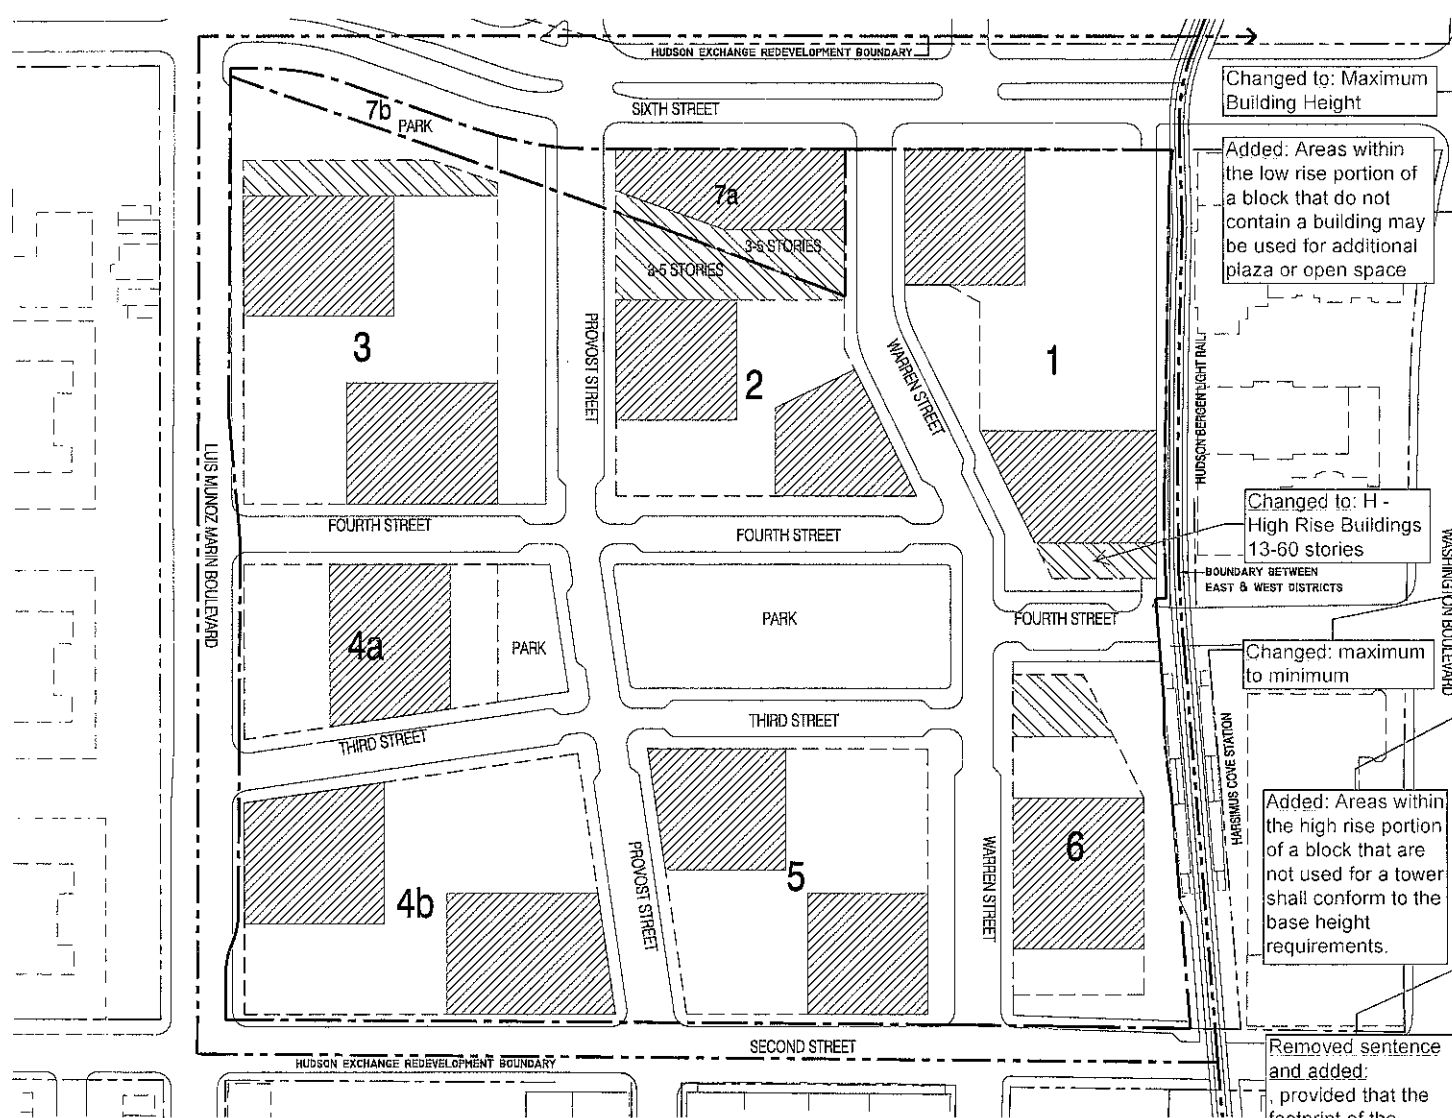 HUDSON EXCHANGE REDEVELOPMENT BOUNDARY
7b
PARK
SIXTH STREET
Changed to: Maximum
Building Height
Added: Areas within
the low rise portion of
a block that do not
contain a building may
be used for additional
plaza or open space
7a
3-5 STORIES
3-5 STORIES
3
PROVOST STREET
2
WARREN STREET
1
HUDSON BERGEN LIGHT RAIL
LUIS MUNOZ MARIN BOULEVARD
FOURTH STREET
FOURTH STREET
Changed to: H -
High Rise Buildings
13-60 stories
WASHINGTON BOULEVARD
BOUNDARY BETWEEN
EAST & WEST DISTRICTS
4a
PARK
PARK
FOURTH STREET
Changed: maximum
to minimum
THIRD STREET
THIRD STREET
HARSIMUS COVE STATION
Added: Areas within
the high rise portion
of a block that are
not used for a tower
shall conform to the
base height
requirements.
4b
PROVOST STREET
5
WARREN STREET
6
SECOND STREET
HUDSON EXCHANGE REDEVELOPMENT BOUNDARY
Removed sentence
and added:
, provided that the
footprint of the